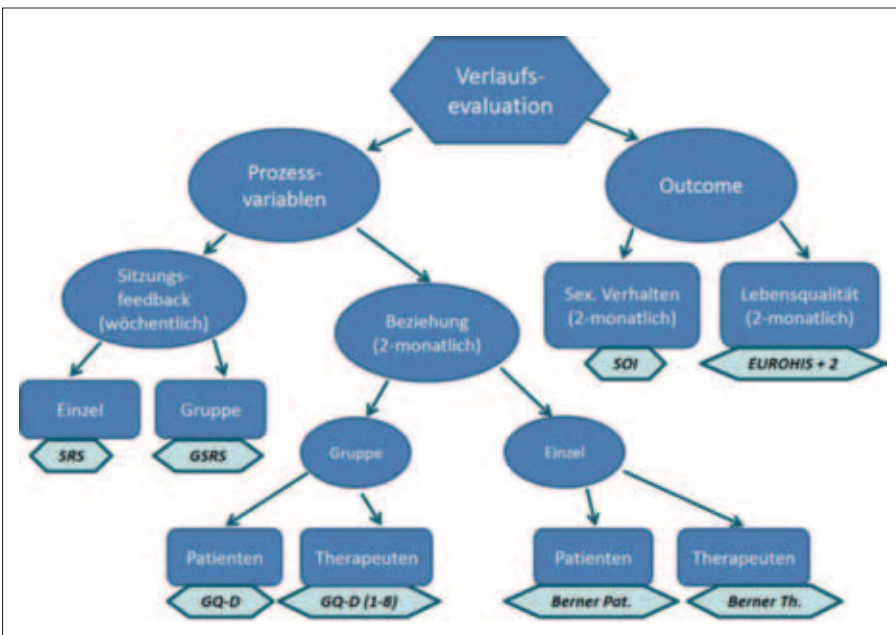 Verlaufs-
evaluation
Prozess-
variablen
Outcome
Sitzungs-
feedback
(wöchentlich)
Beziehung
(2-monatlich)
Sex. Verhalten
(2-monatlich)
SOI
Lebensqualität
(2-monatlich)
EUROHIS + 2
Einzel
SRS
Gruppe
GSRS
Gruppe
Einzel
Patienten
GQ-D
Therapeuten
GQ-D (1-8)
Patienten
Berner Pat.
Therapeuten
Berner Th.